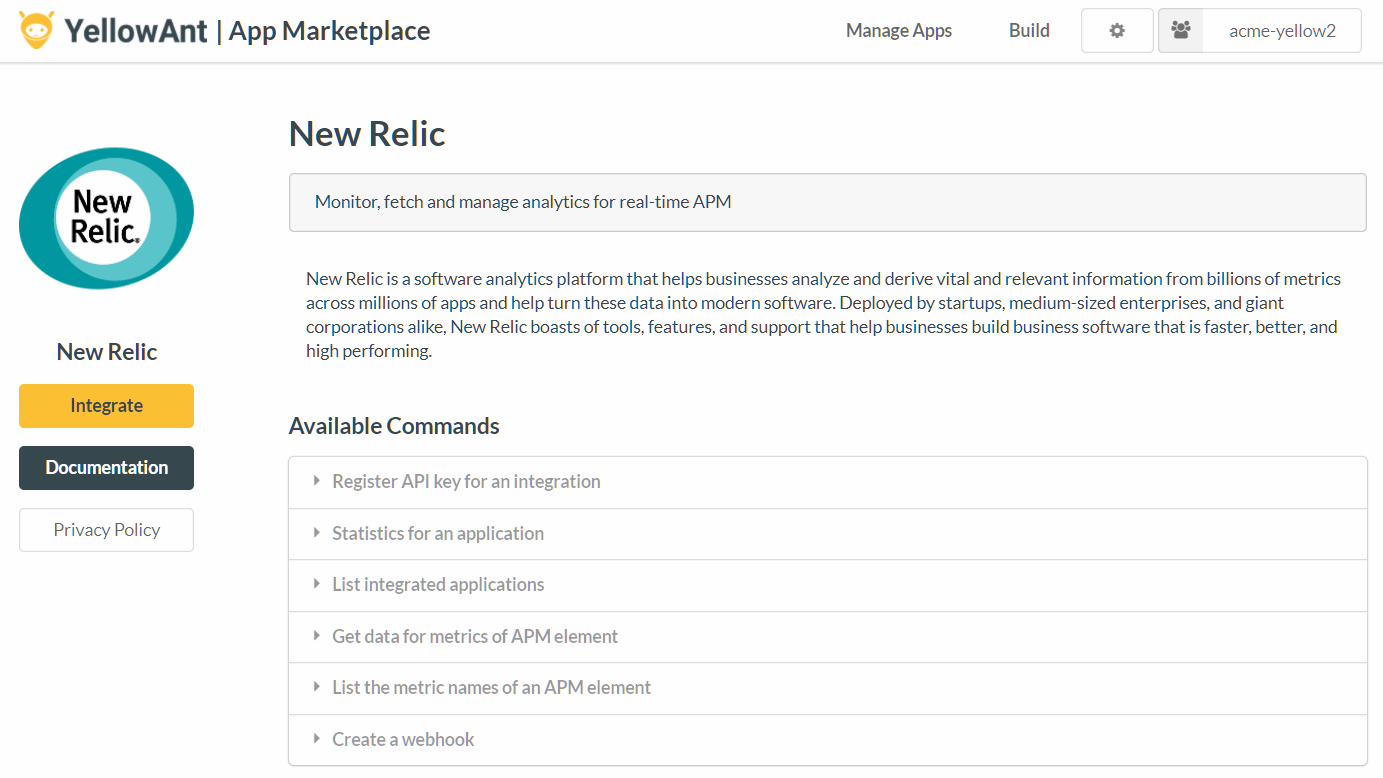 YellowAnt | App Marketplace
Manage Apps
Build
acme-yellow2
New Relic
Monitor, fetch and manage analytics for real-time APM
New Relic.
New Relic is a software analytics platform that helps businesses analyze and derive vital and relevant information from billions of metrics
across millions of apps and help turn these data into modern software. Deployed by startups, medium-sized enterprises, and giant
corporations alike, New Relic boasts of tools, features, and support that help businesses build business software that is faster, better, and
high performing.
New Relic
Integrate
Documentation
Privacy Policy
Available Commands
Register API key for an integration
Statistics for an application
List integrated applications
Get data for metrics of APM element
List the metric names of an APM element
Create a webhook